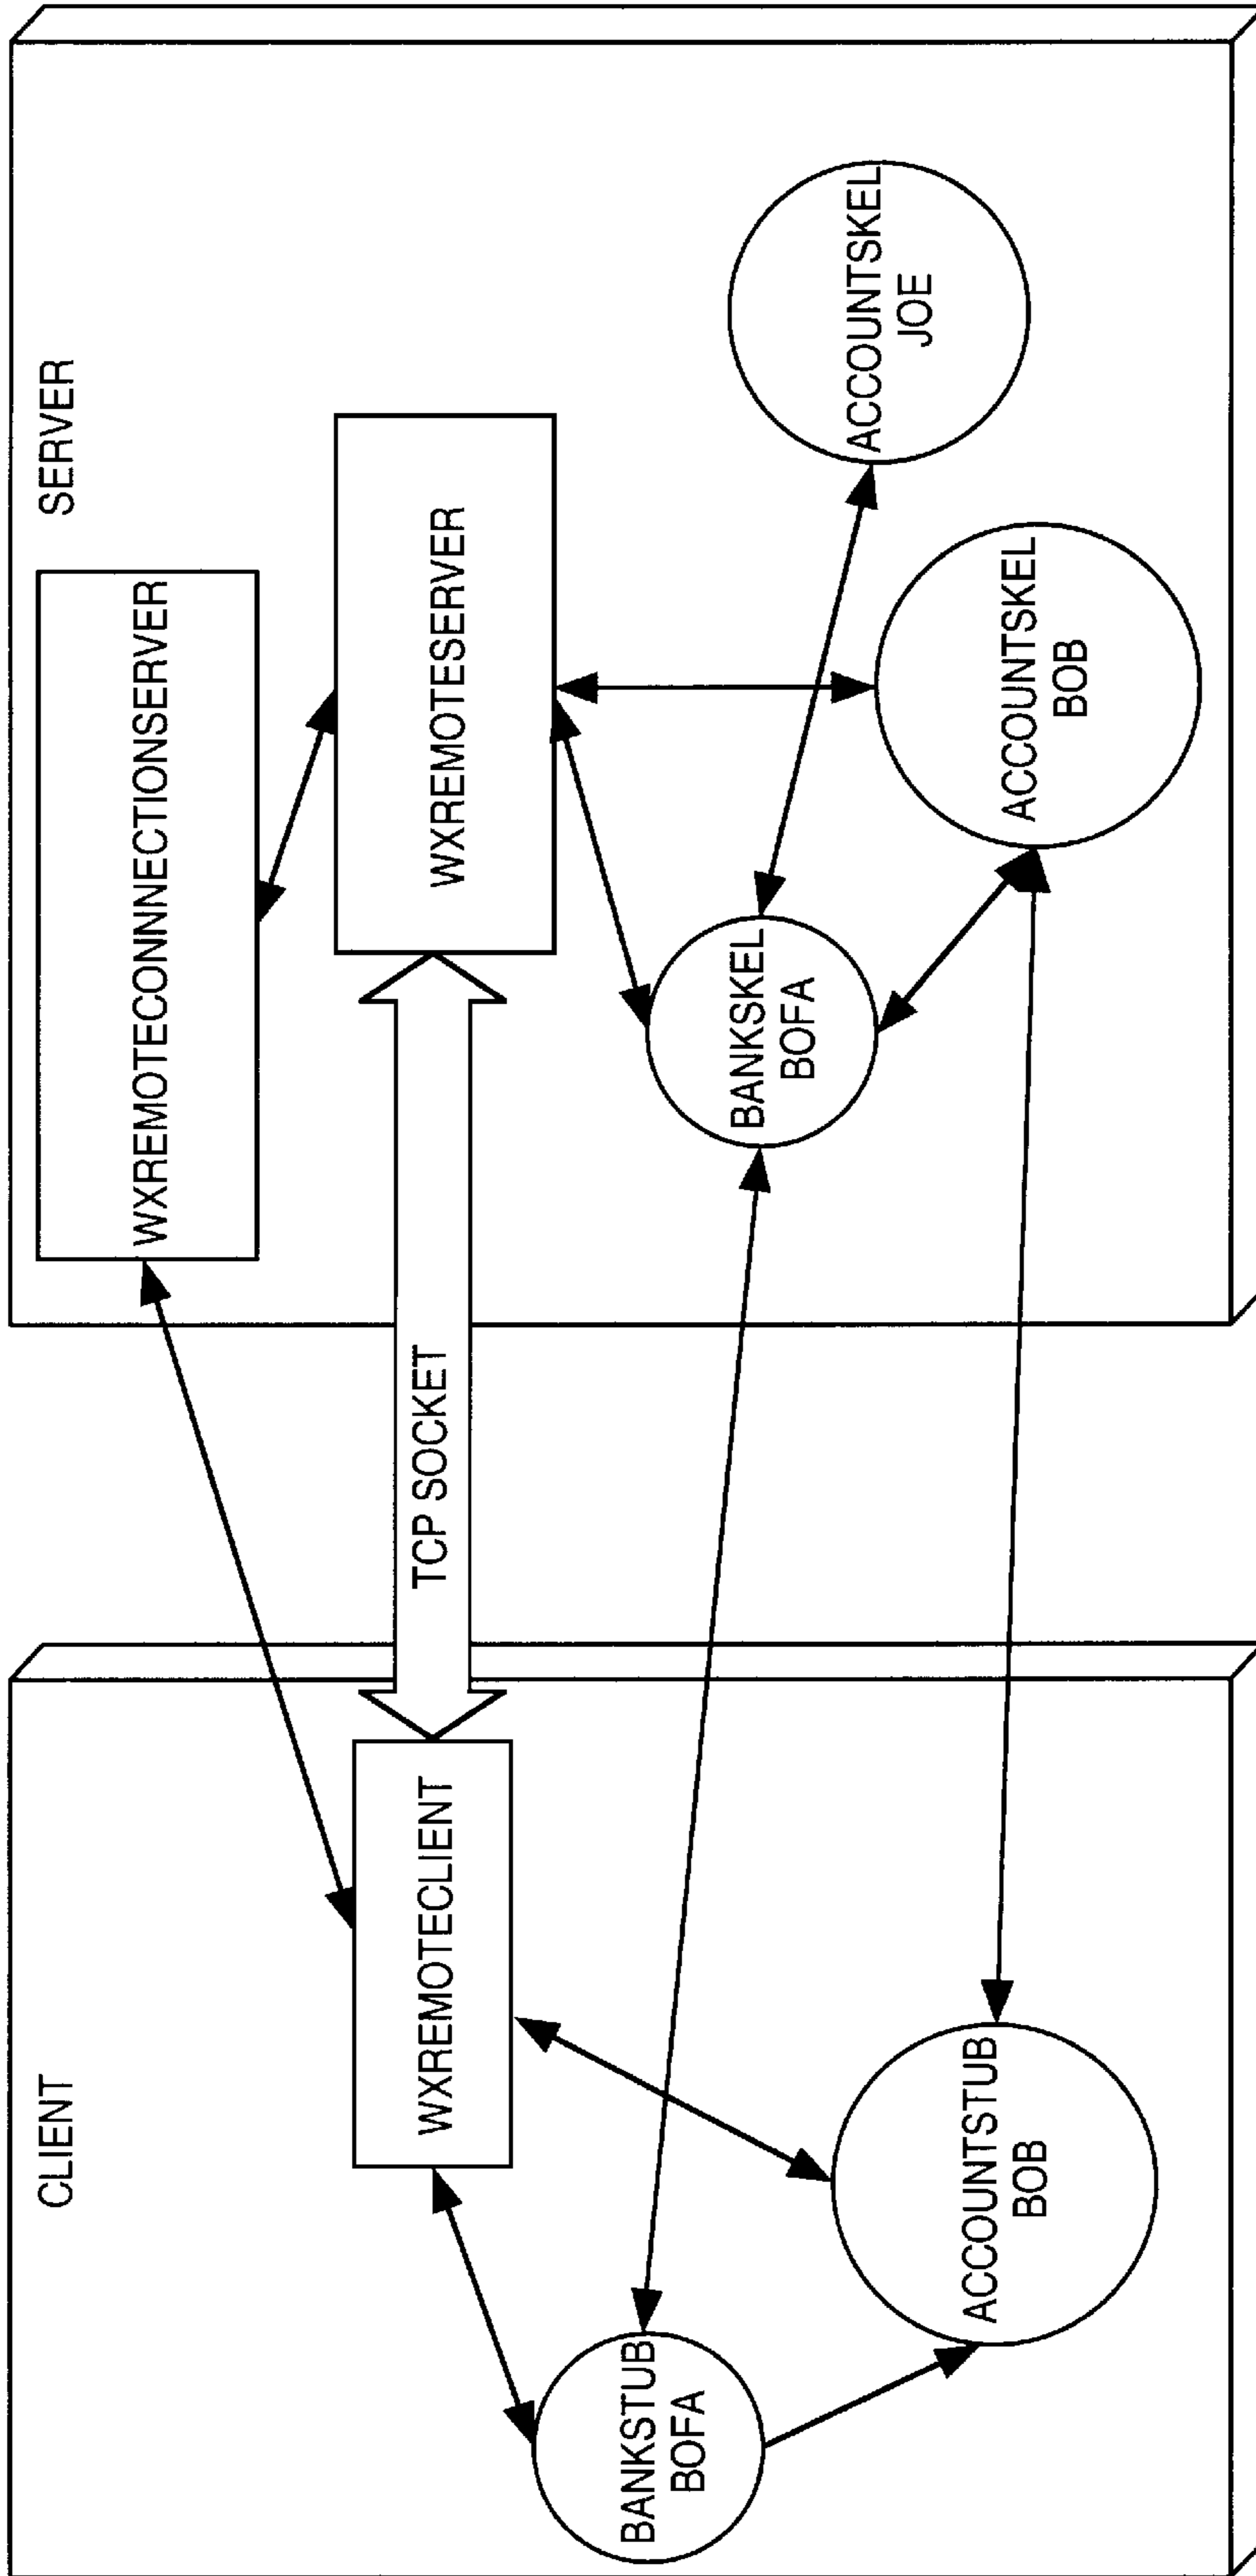 CLIENT
WXREMOTECLIENT
BANKSTUB
BOFA
ACCOUNTSTUB
BOB
TCP SOCKET
SERVER
WXREMOTECONNECTIONSERVER
WXREMOTESERVER
BANKSKEL
BOFA
ACCOUNTSKEL
JOE
ACCOUNTSKEL
BOB